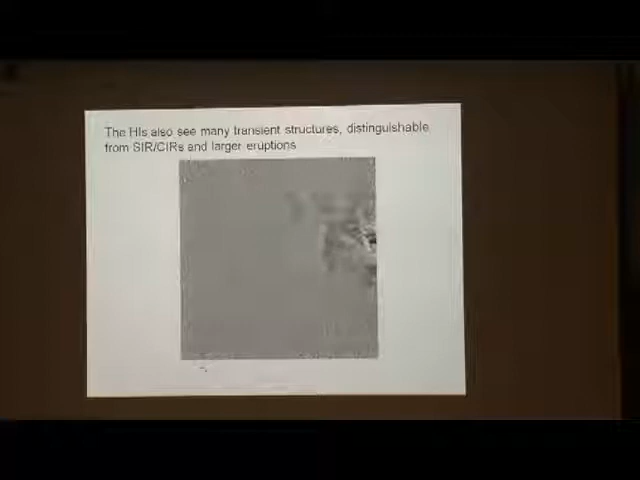 The HIs also see many transient structures, distinguishable
from SIR/CIRs and larger eruptions